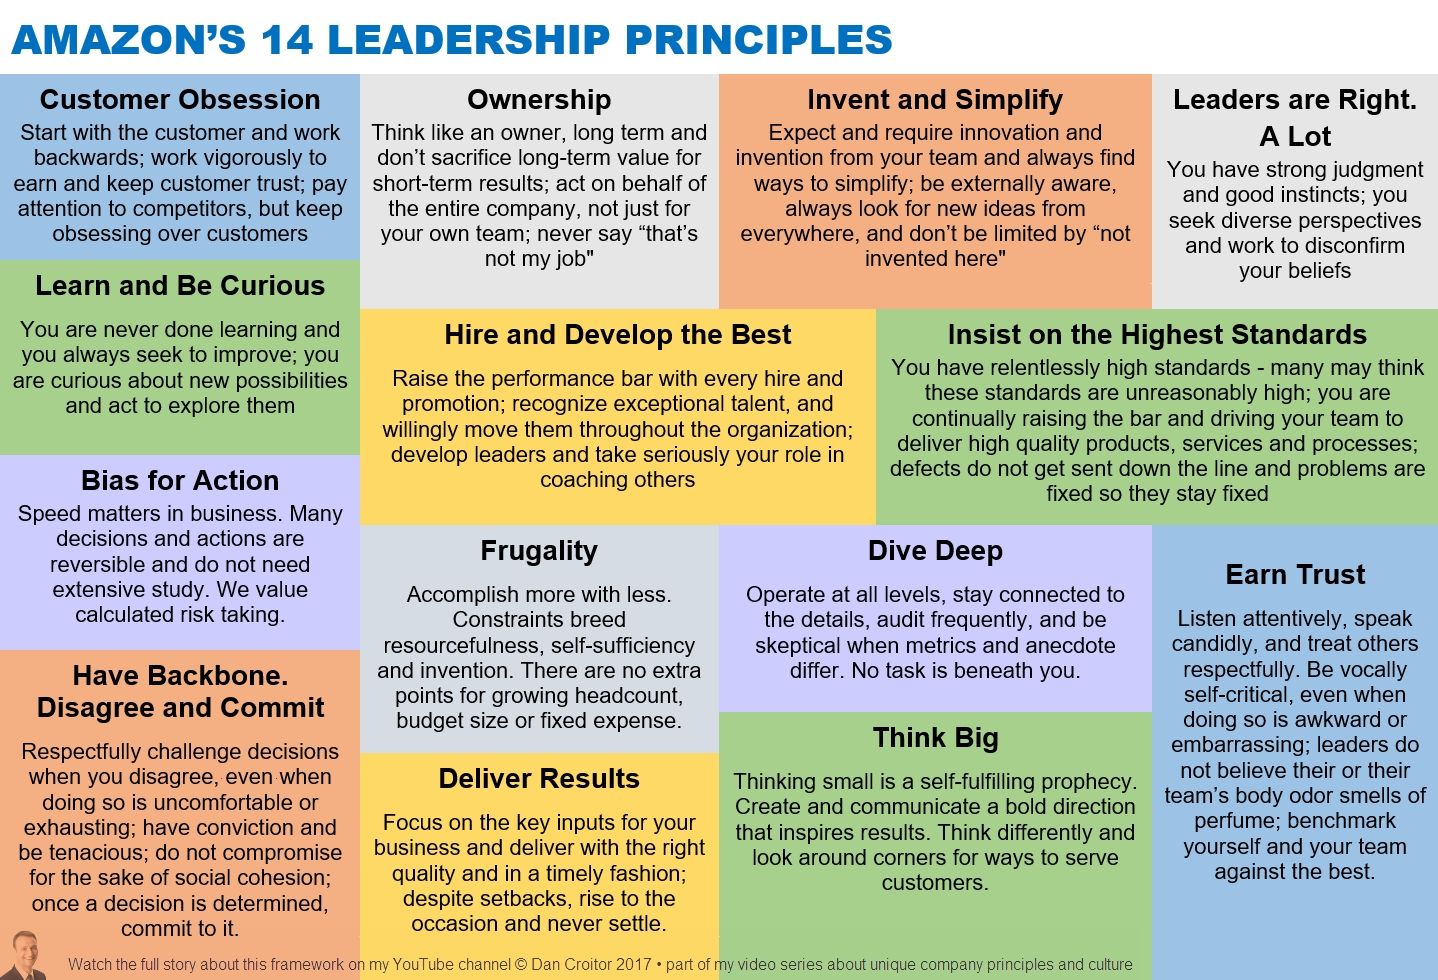 AMAZON’S 14 LEADERSHIP PRINCIPLES
Customer Obsession
Start with the customer and work
backwards; work vigorously to
earn and keep customer trust; pay
attention to competitors, but keep
obsessing over customers
Ownership
Think like an owner, long term and
don’t sacrifice long-term value for
short-term results; act on behalf of
the entire company, not just for
your own team; never say “that’s
not my job"
Invent and Simplify
Expect and require innovation and
invention from your team and always find
ways to simplify; be externally aware,
always look for new ideas from
everywhere, and don’t be limited by “not
invented here"
Leaders are Right.
A Lot
You have strong judgment
and good instincts; you
seek diverse perspectives
and work to disconfirm
your beliefs
Learn and Be Curious
You are never done learning and
you always seek to improve; you
are curious about new possibilities
and act to explore them
Hire and Develop the Best
Raise the performance bar with every hire and
promotion; recognize exceptional talent, and
willingly move them throughout the organization;
develop leaders and take seriously your role in
coaching others
Insist on the Highest Standards
You have relentlessly high standards - many may think
these standards are unreasonably high; you are
continually raising the bar and driving your team to
deliver high quality products, services and processes;
defects do not get sent down the line and problems are
fixed so they stay fixed
Bias for Action
Speed matters in business. Many
decisions and actions are
reversible and do not need
extensive study. We value
calculated risk taking.
Frugality
Accomplish more with less.
Constraints breed
resourcefulness, self-sufficiency
and invention. There are no extra
points for growing headcount,
budget size or fixed expense.
Dive Deep
Operate at all levels, stay connected to
the details, audit frequently, and be
skeptical when metrics and anecdote
differ. No task is beneath you.
Earn Trust
Listen attentively, speak
candidly, and treat others
respectfully. Be vocally
self-critical, even when
doing so is awkward or
embarrassing; leaders do
not believe their or their
team’s body odor smells of
perfume; benchmark
yourself and your team
against the best.
Have Backbone.
Disagree and Commit
Respectfully challenge decisions
when you disagree, even when
doing so is uncomfortable or
exhausting; have conviction and
be tenacious; do not compromise
for the sake of social cohesion;
once a decision is determined,
commit to it.
Deliver Results
Focus on the key inputs for your
business and deliver with the right
quality and in a timely fashion;
despite setbacks, rise to the
occasion and never settle.
Think Big
Thinking small is a self-fulfilling prophecy.
Create and communicate a bold direction
that inspires results. Think differently and
look around corners for ways to serve
customers.
Watch the full story about this framework on my YouTube channel © Dan Croitor 2017 • part of my video series about unique company principles and culture